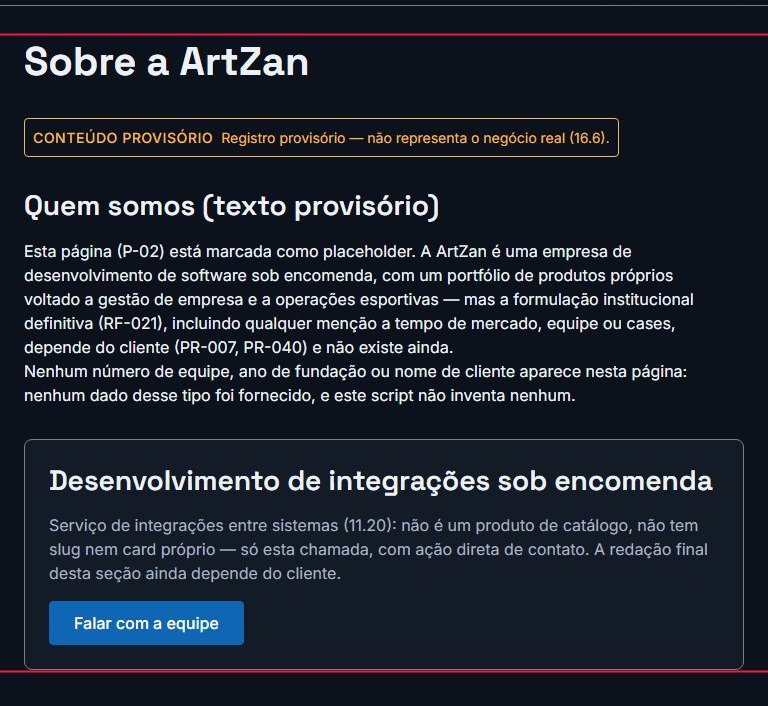 Sobre a ArtZan
CONTEÚDO PROVISÓRIO Registro provisório — não representa o negócio real (16.6).
Quem somos (texto provisório)
Esta página (P-02) está marcada como placeholder. A ArtZan é uma empresa de
desenvolvimento de software sob encomenda, com um portfólio de produtos próprios
voltado a gestão de empresa e a operações esportivas — mas a formulação institucional
definitiva (RF-021), incluindo qualquer menção a tempo de mercado, equipe ou cases,
depende do cliente (PR-007, PR-040) e não existe ainda.
Nenhum número de equipe, ano de fundação ou nome de cliente aparece nesta página:
nenhum dado desse tipo foi fornecido, e este script não inventa nenhum.
Desenvolvimento de integrações sob encomenda
Serviço de integrações entre sistemas (11.20): não é um produto de catálogo, não tem
slug nem card próprio — só esta chamada, com ação direta de contato. A redação final
desta seção ainda depende do cliente.
Falar com a equipe